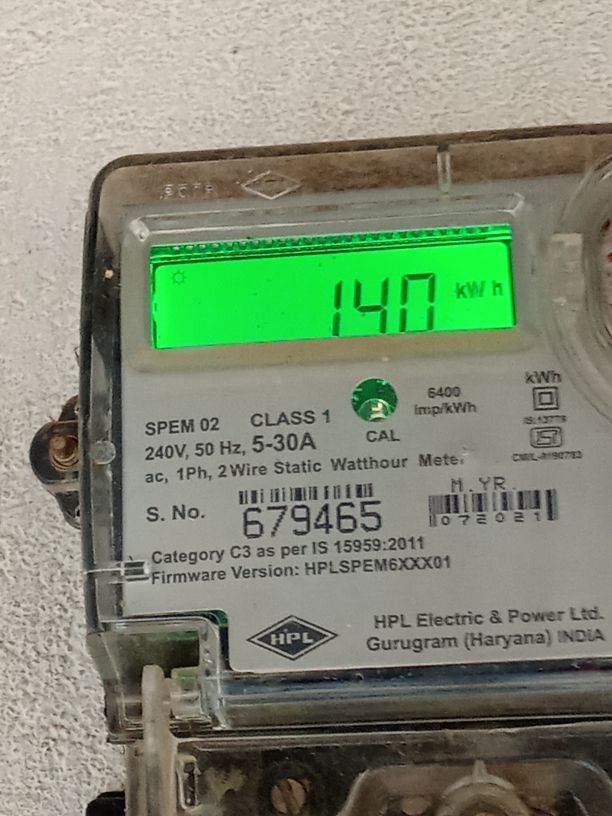 140 kWh
6400
Imp/kWh
kWh
SPEM 02 CLASS 1
240V, 50 Hz, 5-30A
CAL
IS:13779
ac, 1Ph, 2 Wire Static Watthour Meter
M.YR.
S. No. 679465
072021
Category C3 as per IS 15959:2011
Firmware Version: HPLSPEM6XXX01
HPL
HPL Electric & Power Ltd.
Gurugram (Haryana) INDIA